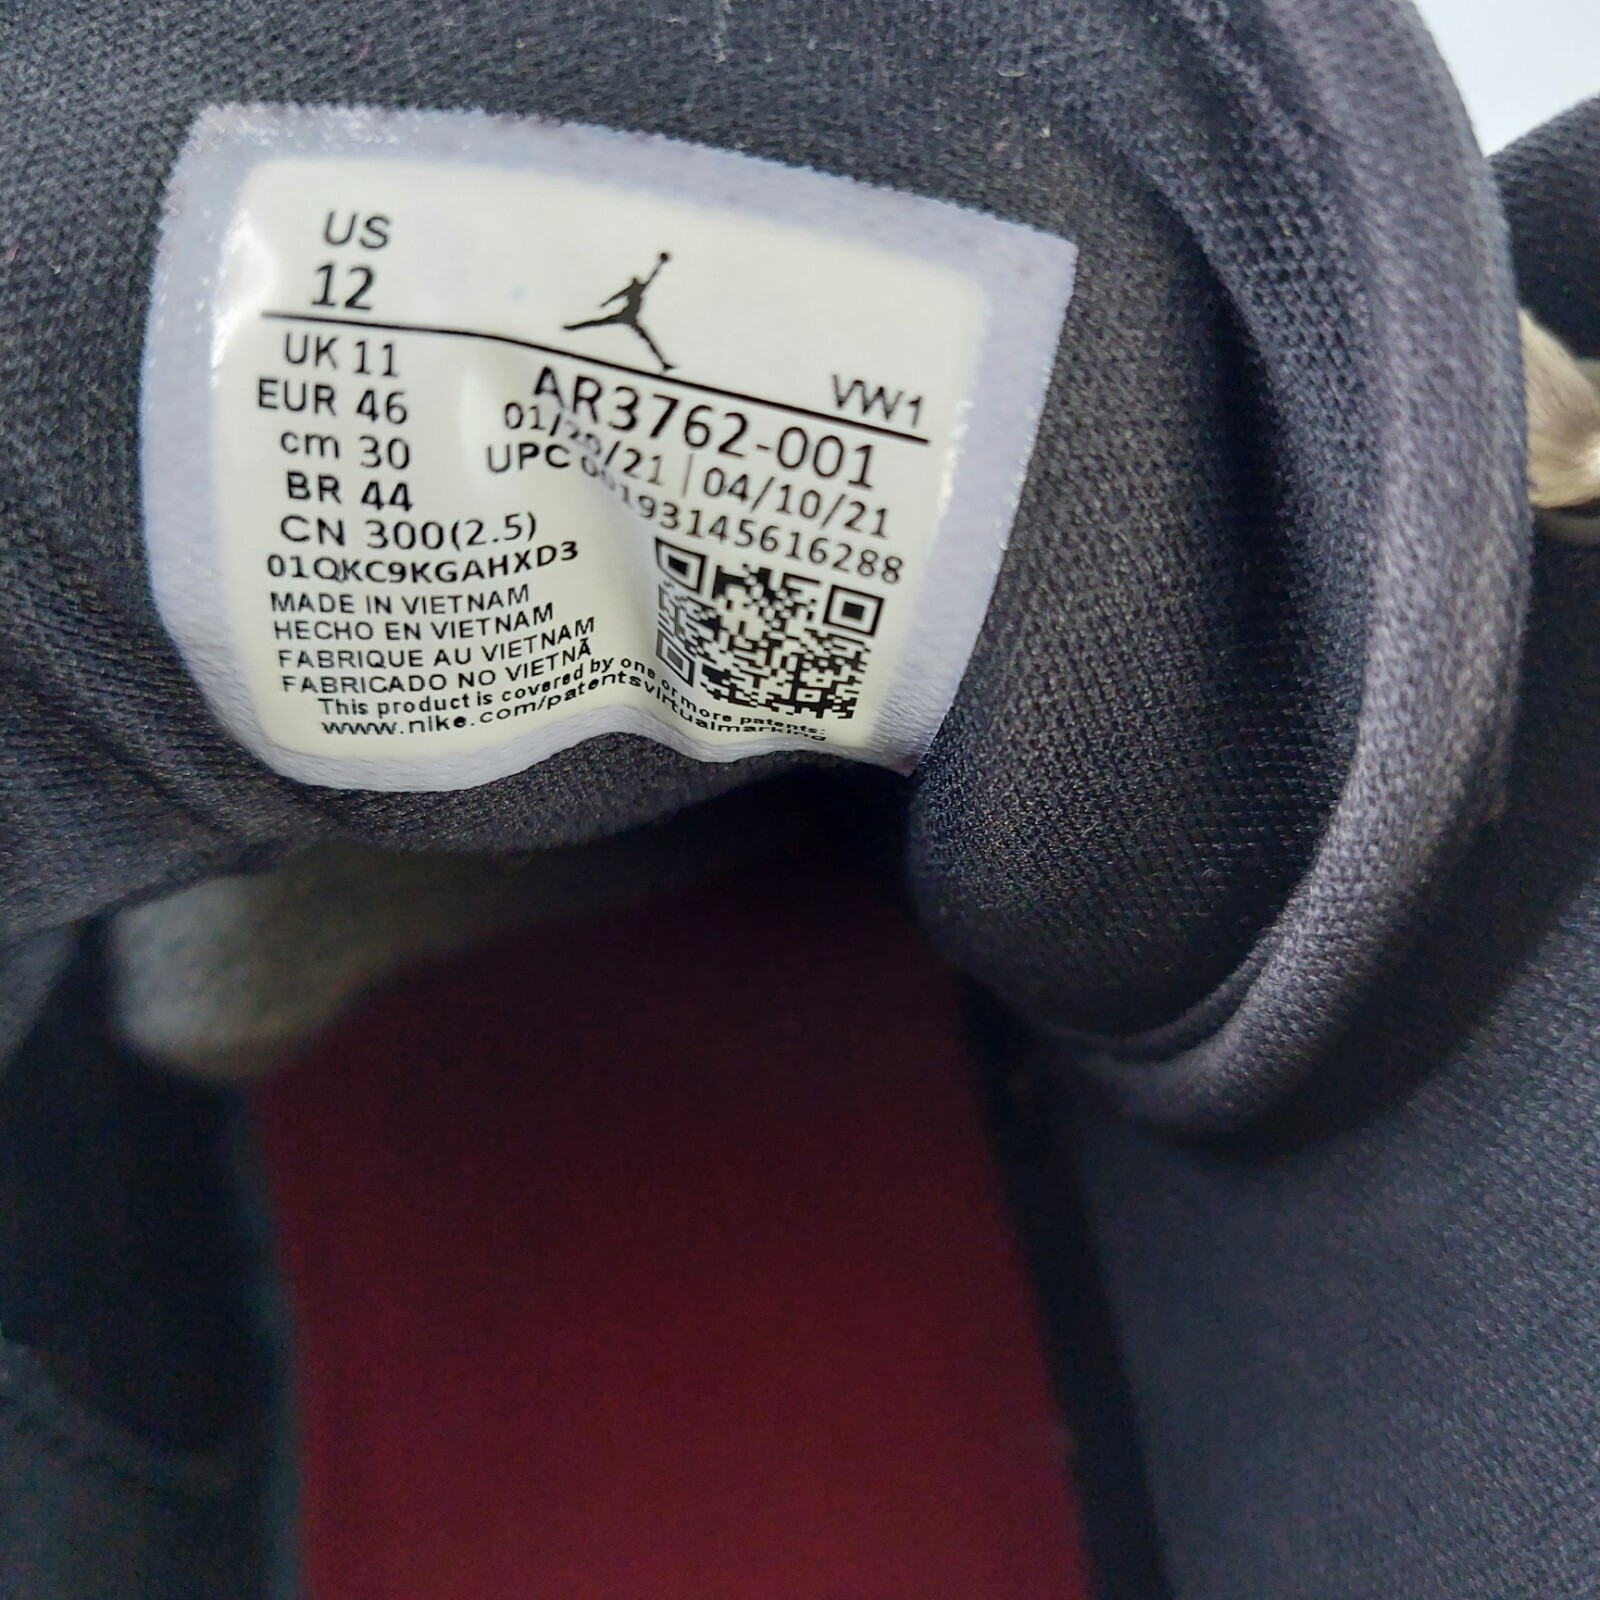 US
12
UK 11
EUR 46
cm 30
BR 44
CN 300(2.5)
01QKC9KGAHXD3
MADE IN VIETNAM
HECHO EN VIETNAM
FABRIQUE AU VIETNAM
FABRICADO NO VIETNÃ
This product is covered by one or more patents:
www.nike.com/patentsvirtualmarking
VW1
AR3762-001
| 04/10/21
UPC 00193145616288